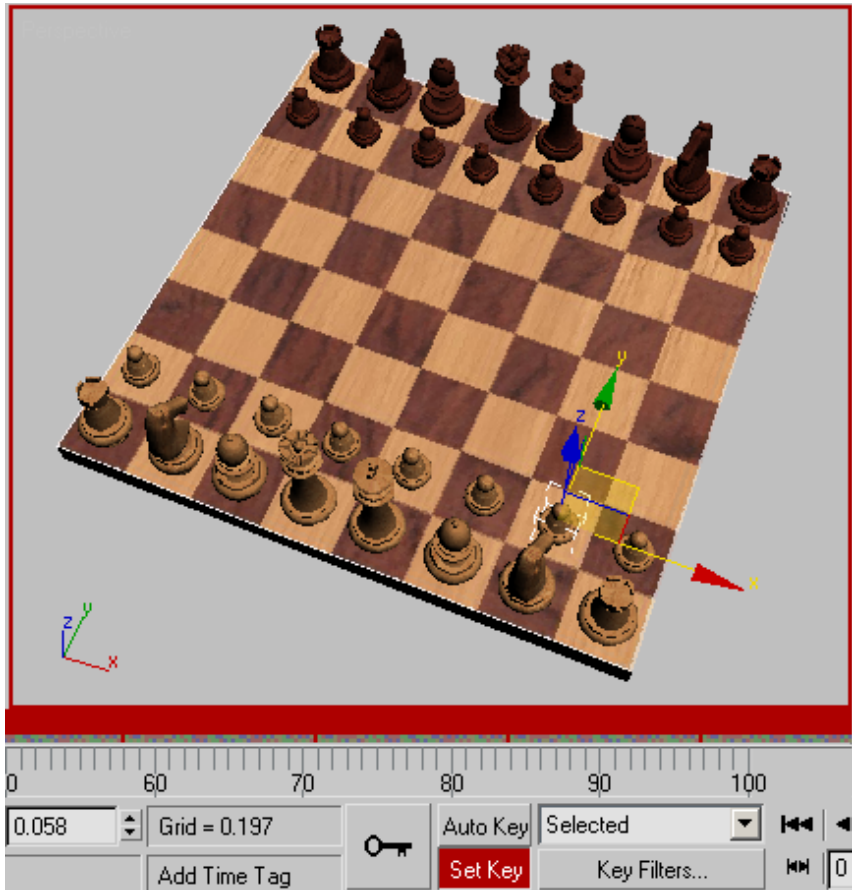 Perspective
y
z
x
y
z
x
0 60 70 80 90 100
0.058 Grid = 0.197 Auto Key Selected
Add Time Tag Set Key Key Filters... 0